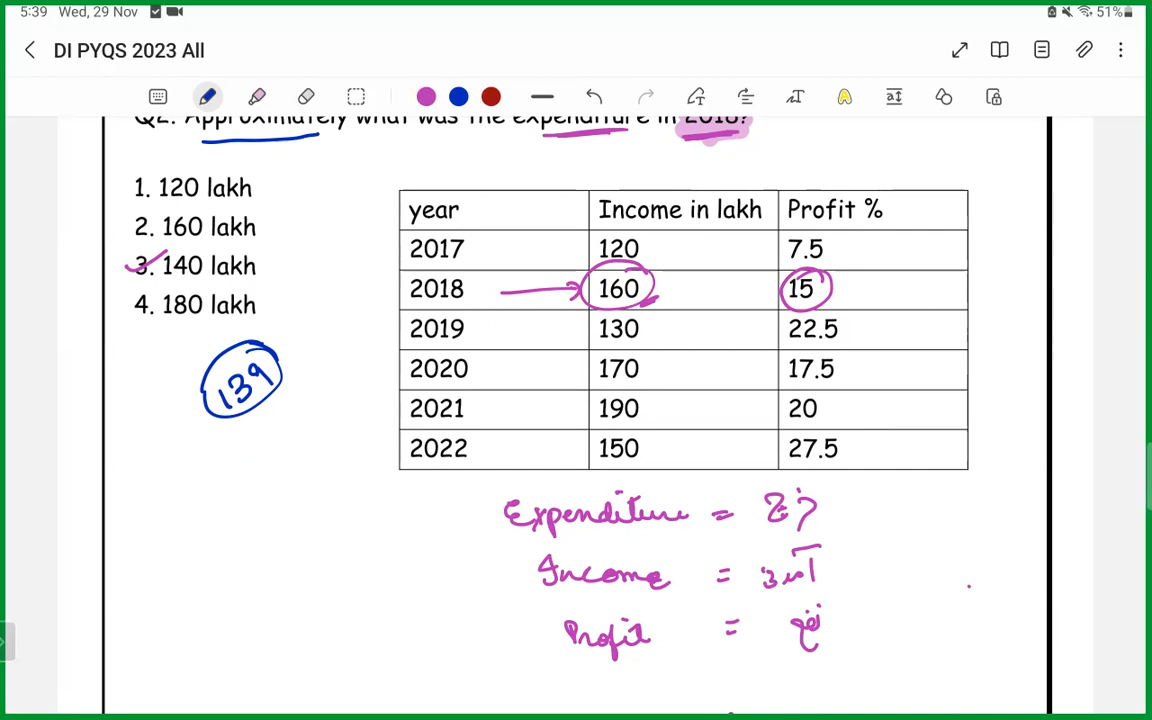 5:39 Wed, 29 Nov 51%
DI PYQS 2023 All
Q2. Approximately what was the expenditure in 2018?
1. 120 lakh
2. 160 lakh
3. 140 lakh
4. 180 lakh
139
year Income in lakh Profit %
2017 120 7.5
2018 160 15
2019 130 22.5
2020 170 17.5
2021 190 20
2022 150 27.5
Expenditure =
Income =
Profit =